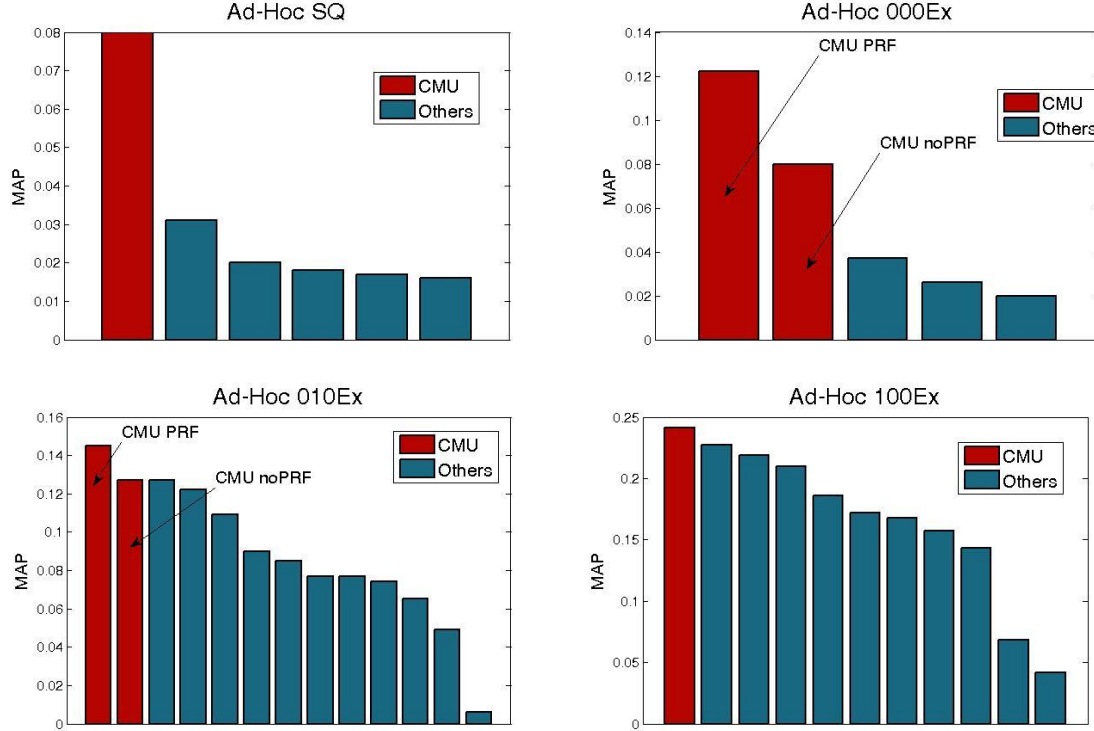 Ad-Hoc SQ
0.08
0.07
0.06
0.05
0.04
0.03
0.02
0.01
0
MAP
CMU
Others
Ad-Hoc 000Ex
0.14
0.12
0.1
0.08
0.06
0.04
0.02
0
MAP
CMU PRF
CMU noPRF
CMU
Others
Ad-Hoc 010Ex
0.16
0.14
0.12
0.1
0.08
0.06
0.04
0.02
0
MAP
CMU PRF
CMU noPRF
CMU
Others
Ad-Hoc 100Ex
0.25
0.2
0.15
0.1
0.05
0
MAP
CMU
Others